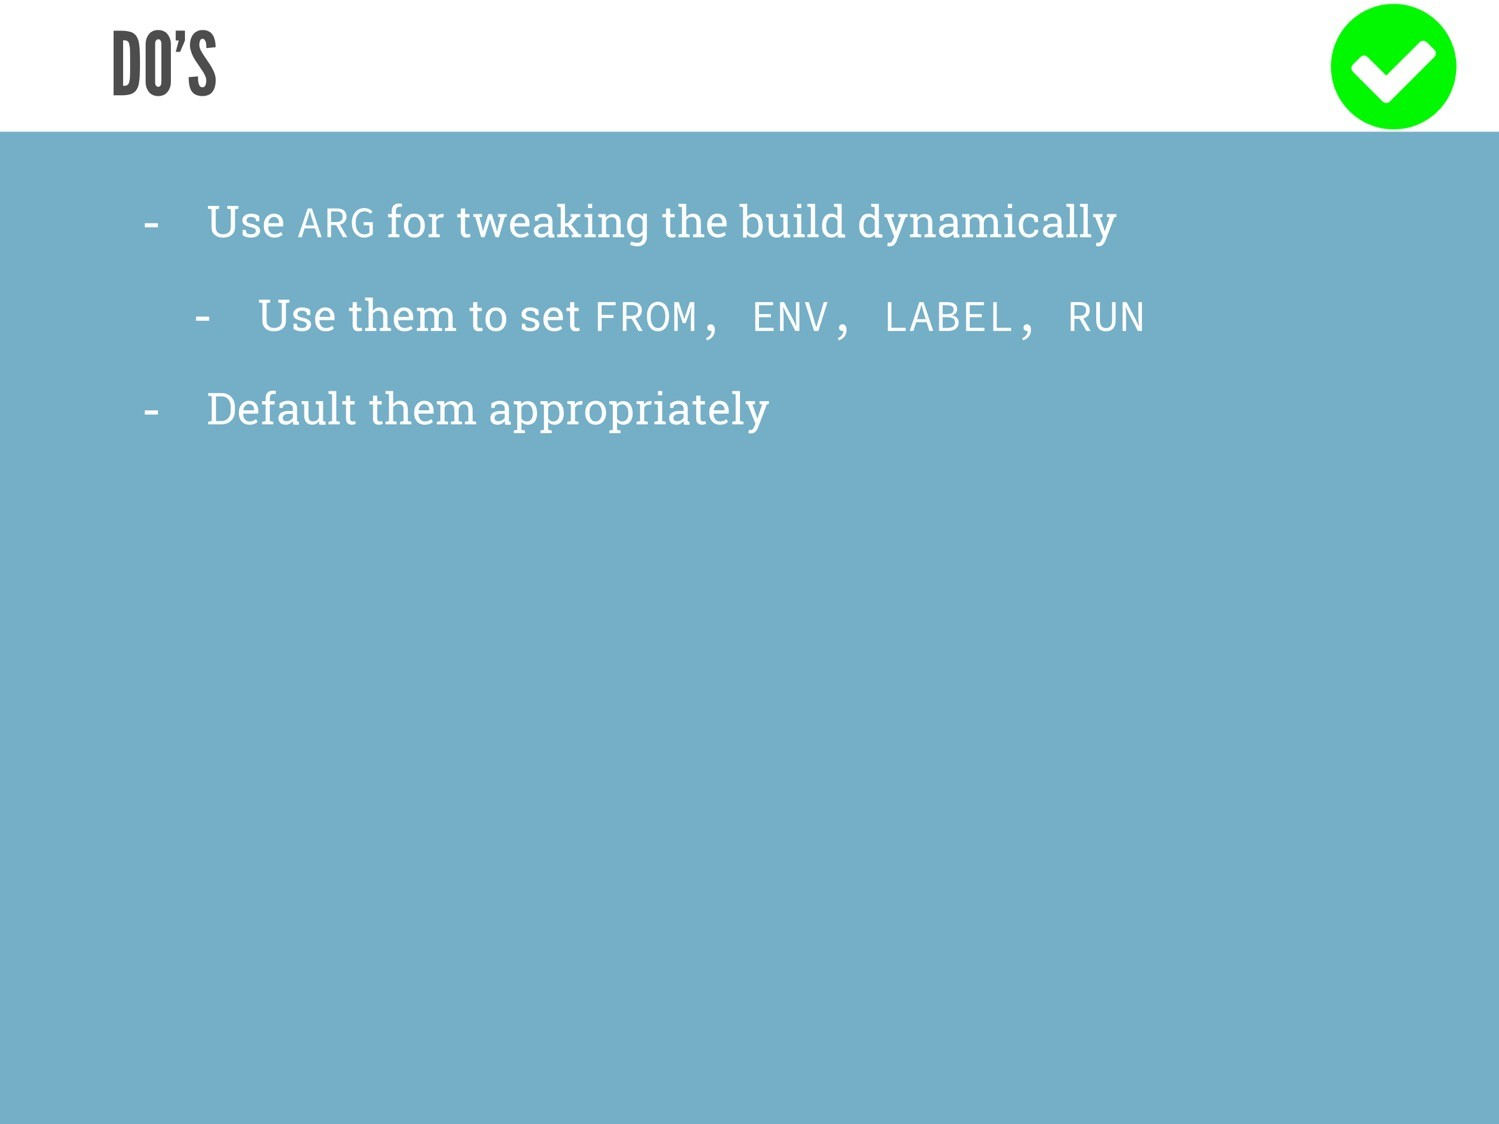 DO’S
- Use ARG for tweaking the build dynamically
- Use them to set FROM, ENV, LABEL, RUN
- Default them appropriately